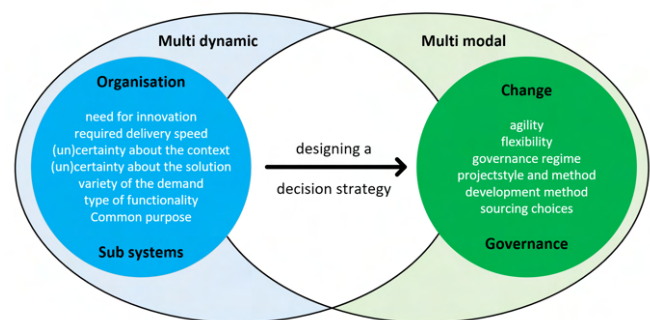 Multi dynamic
Multi modal
Organisation
need for innovation
required delivery speed
(un)certainty about the context
(un)certainty about the solution
variety of the demand
type of functionality
Common purpose
Sub systems
designing a
decision strategy
Change
agility
flexibility
governance regime
projectstyle and method
development method
sourcing choices
Governance